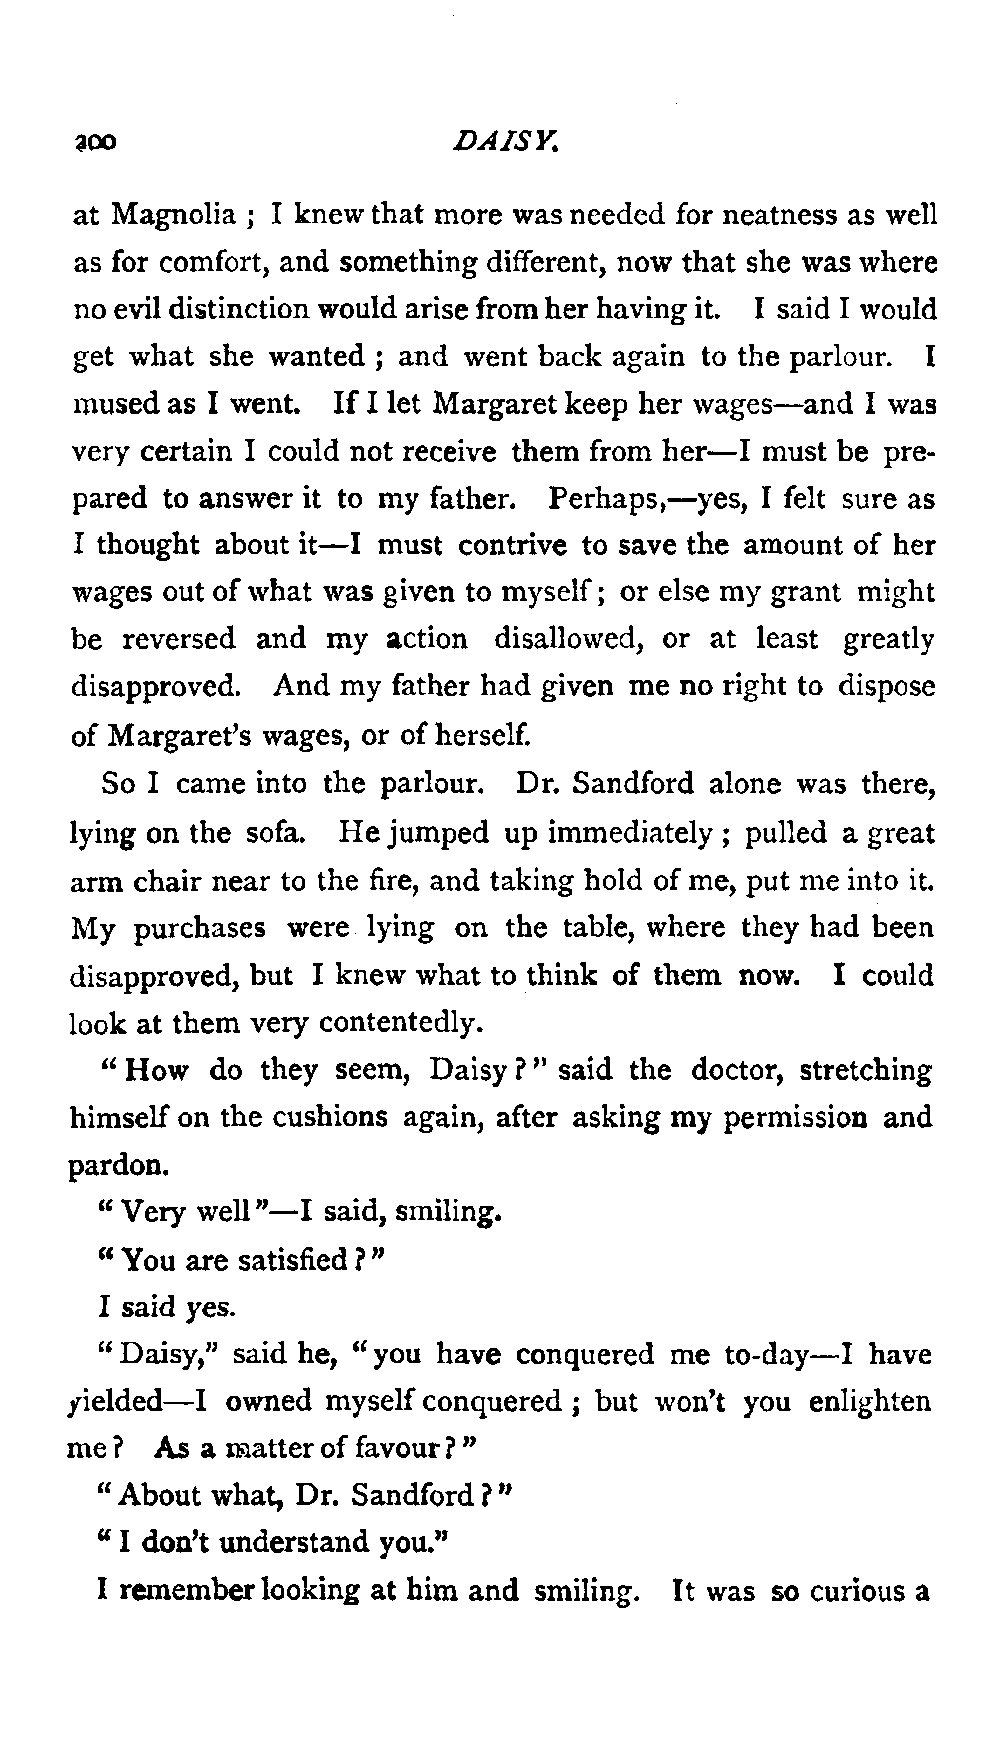 200 DAISY.
at Magnolia ; I knew that more was needed for neatness as well
as for comfort, and something different, now that she was where
no evil distinction would arise from her having it. I said I would
get what she wanted ; and went back again to the parlour. I
mused as I went. If I let Margaret keep her wages—and I was
very certain I could not receive them from her—I must be pre-
pared to answer it to my father. Perhaps,—yes, I felt sure as
I thought about it—I must contrive to save the amount of her
wages out of what was given to myself ; or else my grant might
be reversed and my action disallowed, or at least greatly
disapproved. And my father had given me no right to dispose
of Margaret's wages, or of herself.
So I came into the parlour. Dr. Sandford alone was there,
lying on the sofa. He jumped up immediately ; pulled a great
arm chair near to the fire, and taking hold of me, put me into it.
My purchases were lying on the table, where they had been
disapproved, but I knew what to think of them now. I could
look at them very contentedly.
“ How do they seem, Daisy ? ” said the doctor, stretching
himself on the cushions again, after asking my permission and
pardon.
“ Very well ”—I said, smiling.
“ You are satisfied ? ”
I said yes.
“ Daisy,” said he, “ you have conquered me to-day—I have
yielded—I owned myself conquered ; but won't you enlighten
me ? As a matter of favour ? ”
“ About what, Dr. Sandford ? ”
“ I don't understand you.”
I remember looking at him and smiling. It was so curious a